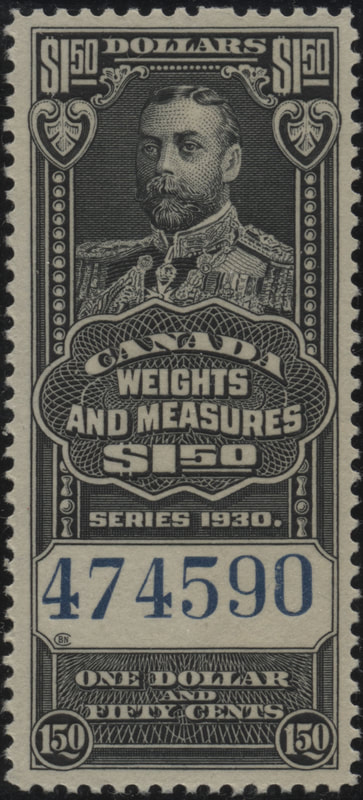 $1.50 DOLLARS $1.50
CANADA
WEIGHTS
AND MEASURES
$1.50
SERIES 1930.
474590
BN
ONE DOLLAR
AND
FIFTY CENTS
150 150